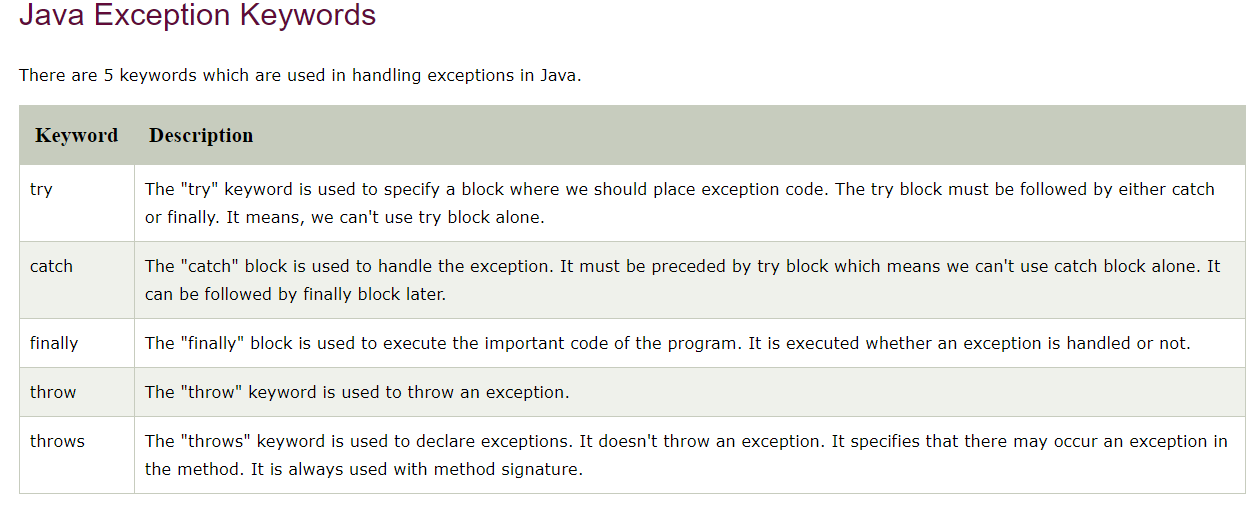 Java Exception Keywords
There are 5 keywords which are used in handling exceptions in Java.
Keyword Description
try The "try" keyword is used to specify a block where we should place exception code. The try block must be followed by either catch
or finally. It means, we can't use try block alone.
catch The "catch" block is used to handle the exception. It must be preceded by try block which means we can't use catch block alone. It
can be followed by finally block later.
finally The "finally" block is used to execute the important code of the program. It is executed whether an exception is handled or not.
throw The "throw" keyword is used to throw an exception.
throws The "throws" keyword is used to declare exceptions. It doesn't throw an exception. It specifies that there may occur an exception in
the method. It is always used with method signature.